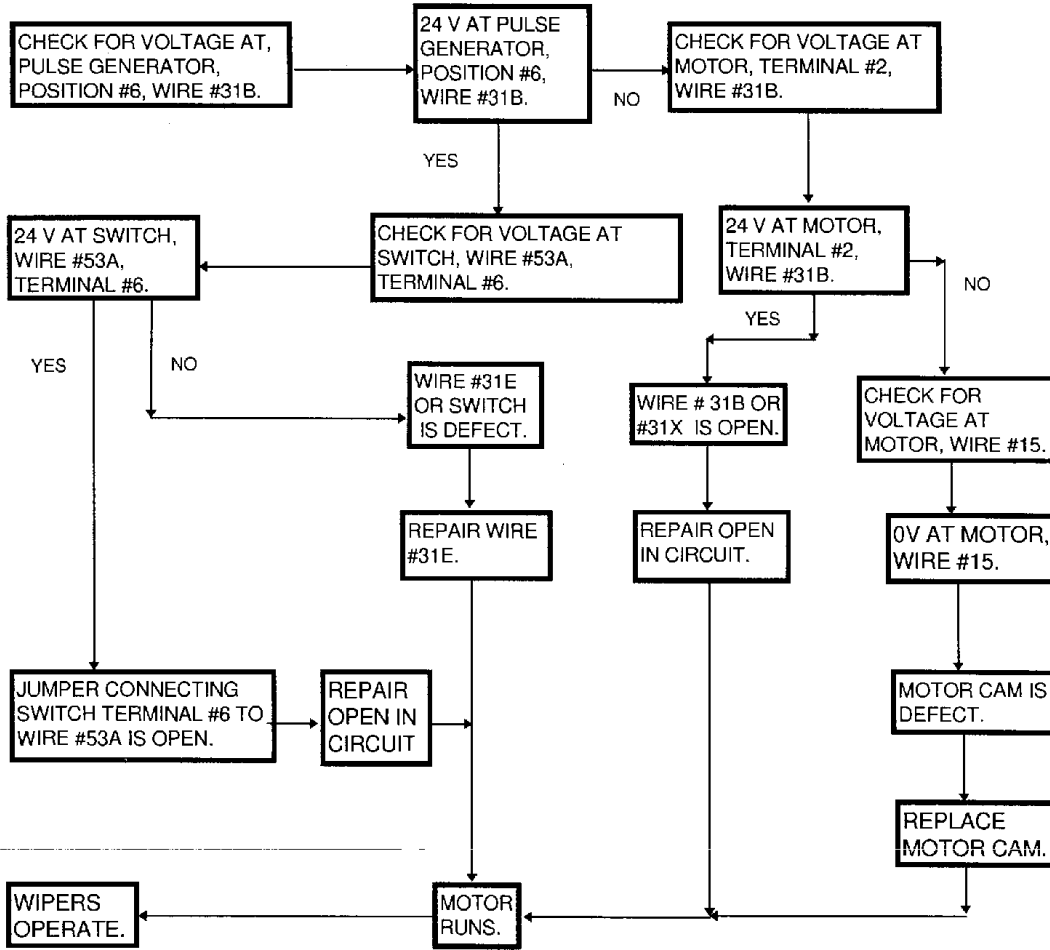 CHECK FOR VOLTAGE AT,
PULSE GENERATOR,
POSITION #6, WIRE #31B.
24 V AT PULSE
GENERATOR,
POSITION #6,
WIRE #31B.
NO
CHECK FOR VOLTAGE AT
MOTOR, TERMINAL #2,
WIRE #31B.
YES
24 V AT SWITCH,
WIRE #53A,
TERMINAL #6.
CHECK FOR VOLTAGE AT
SWITCH, WIRE #53A,
TERMINAL #6.
24 V AT MOTOR,
TERMINAL #2,
WIRE #31B.
NO
YES
YES
NO
WIRE #31E
OR SWITCH
IS DEFECT.
WIRE # 31B OR
#31X IS OPEN.
CHECK FOR
VOLTAGE AT
MOTOR, WIRE #15.
REPAIR WIRE
#31E.
REPAIR OPEN
IN CIRCUIT.
0V AT MOTOR,
WIRE #15.
JUMPER CONNECTING
SWITCH TERMINAL #6 TO
WIRE #53A IS OPEN.
REPAIR
OPEN IN
CIRCUIT
MOTOR CAM IS
DEFECT.
REPLACE
MOTOR CAM.
WIPERS
OPERATE.
MOTOR
RUNS.